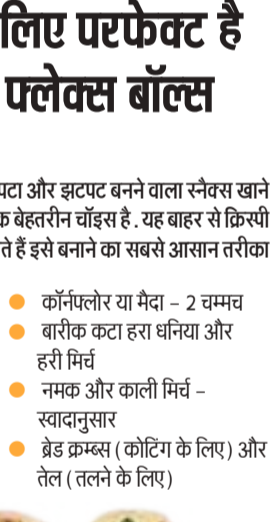 लिए परफेक्ट है
फ्लेक्स बॉल्स
पटा और झटपट बनने वाला स्नैक्स खाने
क बेहतरीन चॉइस है . यह बाहर से क्रिस्पी
ते हैं इसे बनाने का सबसे आसान तरीका
कॉर्नफ्लोर या मैदा – 2 चम्मच
बारीक कटा हरा धनिया और
हरी मिर्च
नमक और काली मिर्च –
स्वादानुसार
ब्रेड क्रम्ब्स (कोटिंग के लिए) और
तेल (तलने के लिए)